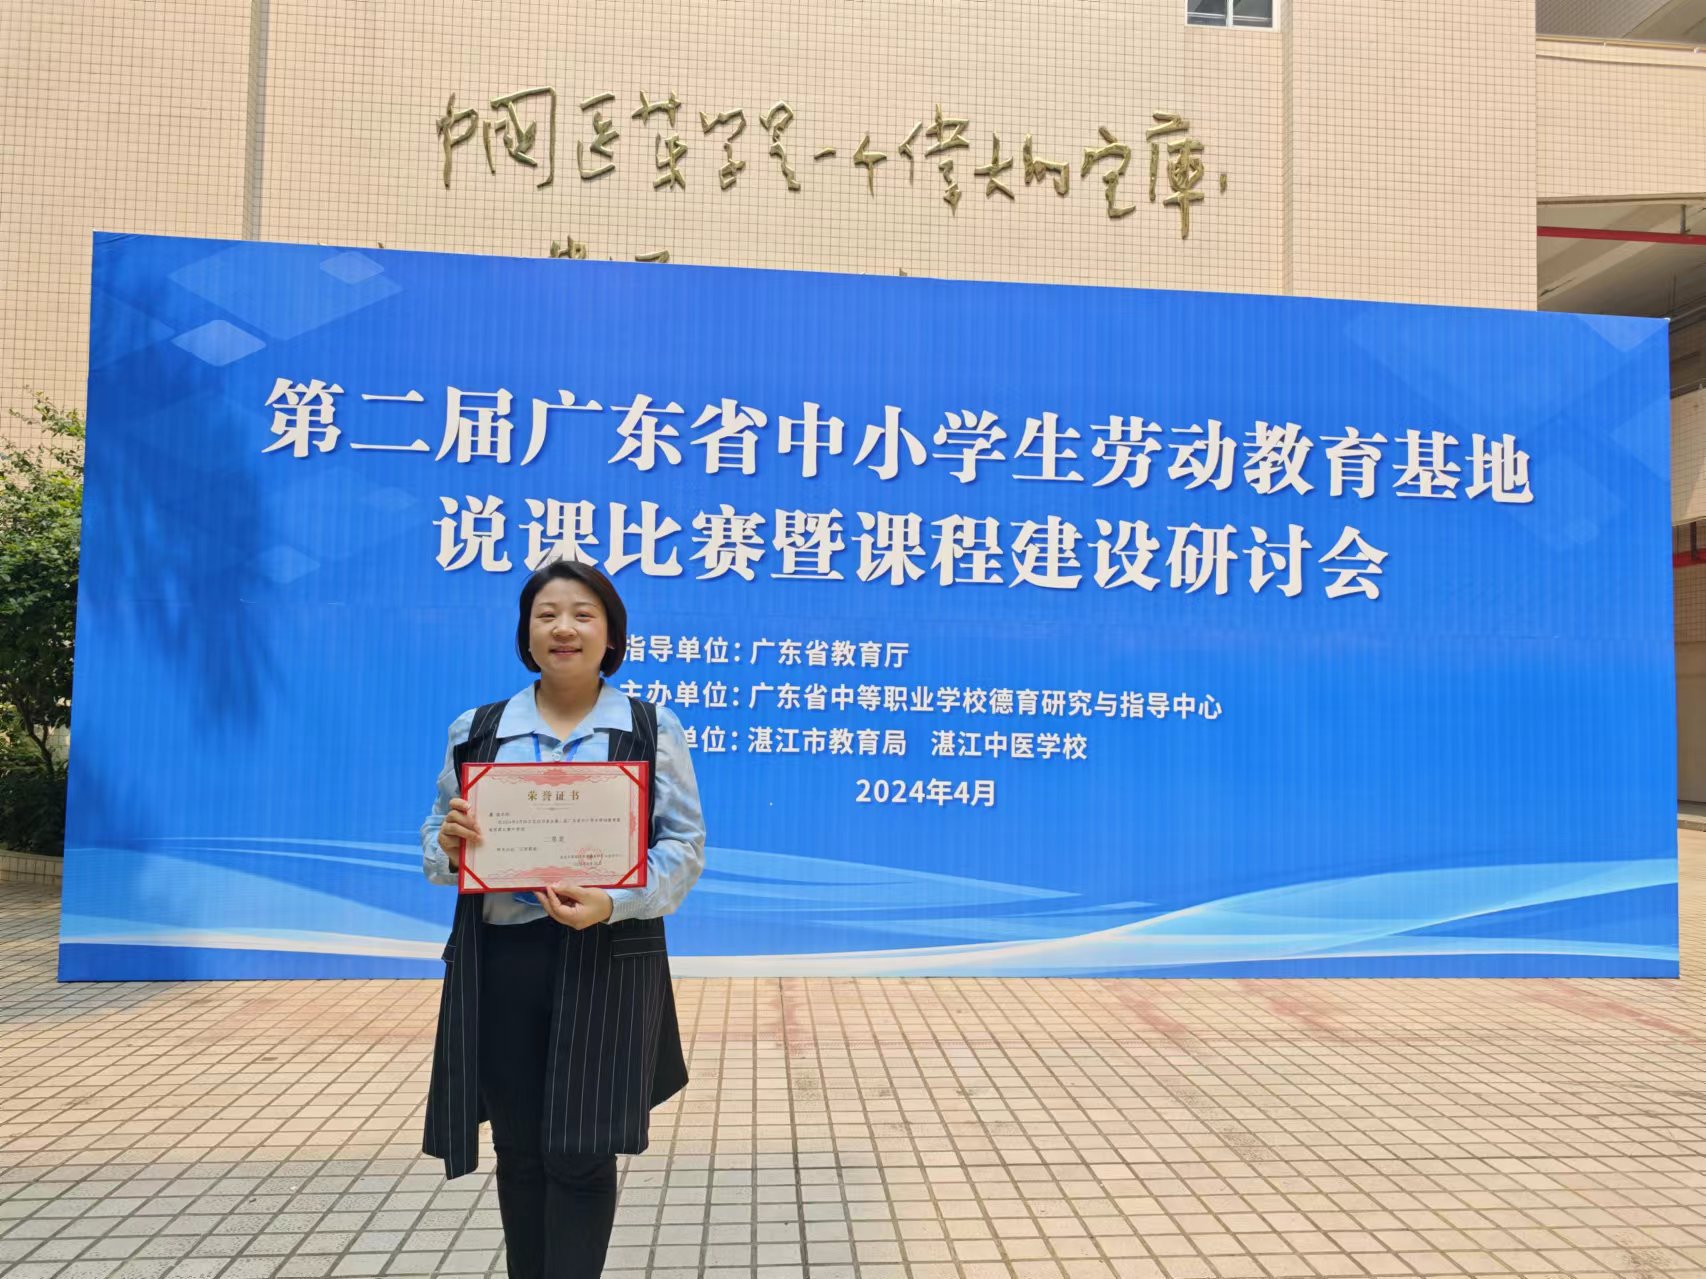 中國医药学是一个伟大的宝库，
第二届广东省中小学生劳动教育基地
说课比赛暨课程建设研讨会
指导单位：广东省教育厅
主办单位：广东省中等职业学校德育研究与指导中心
单位：湛江市教育局 湛江中医学校
2024年4月
荣誉证书
二等奖